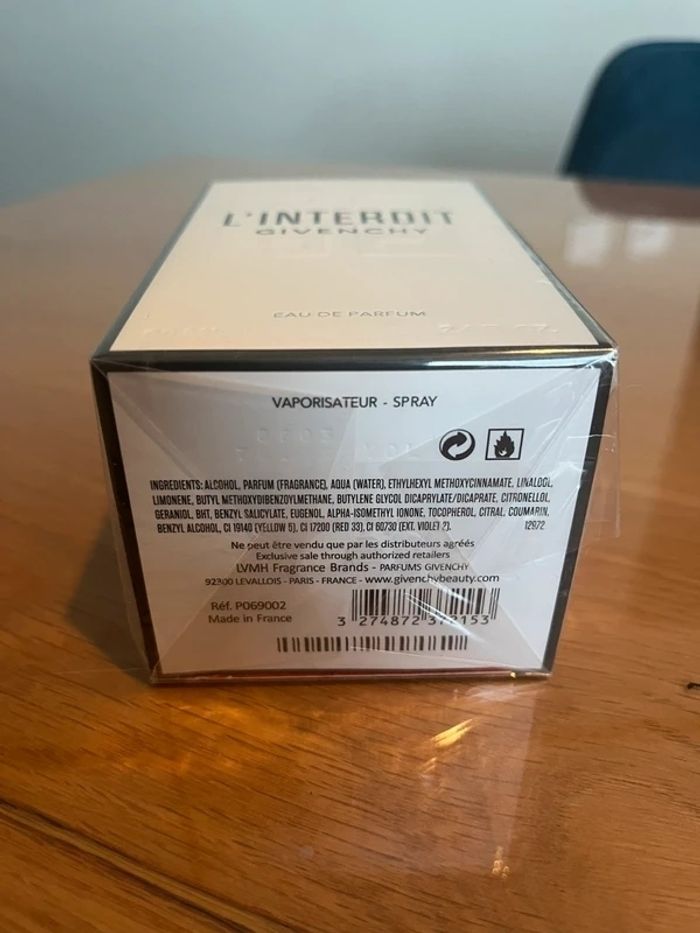 L'INTERDIT
GIVENCHY
EAU DE PARFUM
VAPORISATEUR - SPRAY
INGREDIENTS: ALCOHOL, PARFUM (FRAGRANCE), AQUA (WATER), ETHYLHEXYL METHOXYCINNAMATE, LINALOOL,
LIMONENE, BUTYL METHOXYDIBENZOYLMETHANE, BUTYLENE GLYCOL DICAPRYLATE/DICAPRATE, CITRONELLOL,
GERANIOL, BHT, BENZYL SALICYLATE, EUGENOL, ALPHA-ISOMETHYL IONONE, TOCOPHEROL, CITRAL, COUMARIN,
BENZYL ALCOHOL, CI 19140 (YELLOW 5), CI 17200 (RED 33), CI 60730 (EXT. VIOLET 2). 12972
Ne peut être vendu que par les distributeurs agréés
Exclusive sale through authorized retailers
LVMH Fragrance Brands - PARFUMS GIVENCHY
92300 LEVALLOIS - PARIS - FRANCE - www.givenchybeauty.com
Réf. P069002
Made in France
3 274872 372153